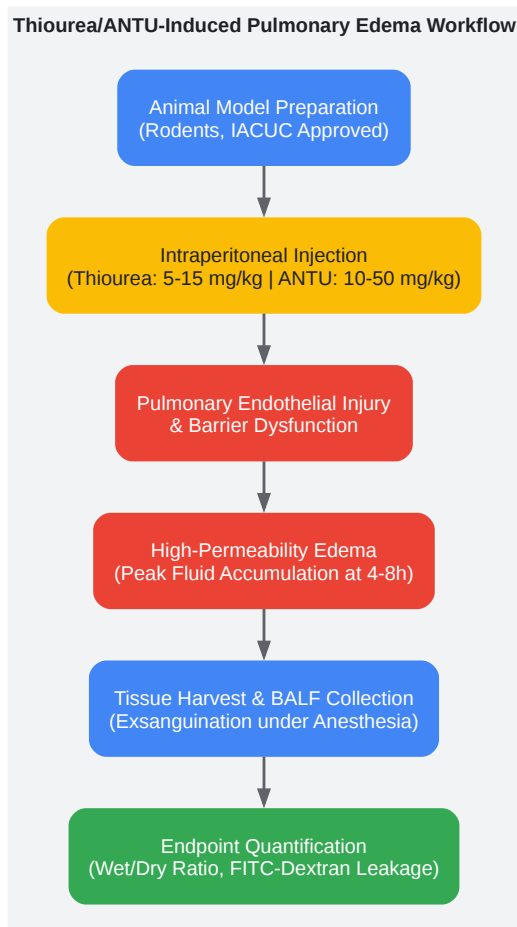 Thiourea/ANTU-Induced Pulmonary Edema Workflow
Animal Model Preparation
(Rodents, IACUC Approved)
Intraperitoneal Injection
(Thiourea: 5-15 mg/kg | ANTU: 10-50 mg/kg)
Pulmonary Endothelial Injury
& Barrier Dysfunction
High-Permeability Edema
(Peak Fluid Accumulation at 4-8h)
Tissue Harvest & BALF Collection
(Exsanguination under Anesthesia)
Endpoint Quantification
(Wet/Dry Ratio, FITC-Dextran Leakage)